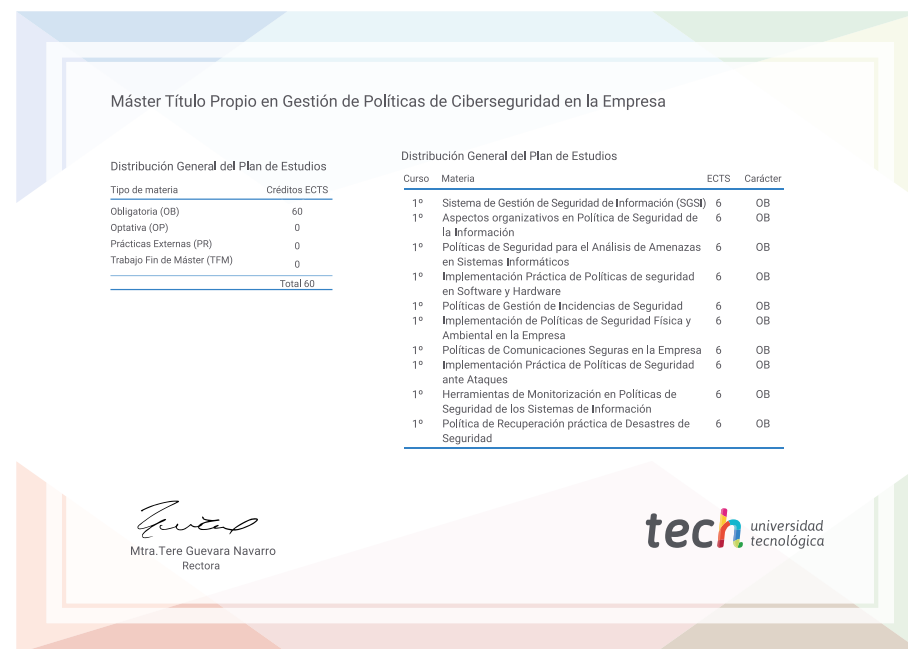 Máster Título Propio en Gestión de Políticas de Ciberseguridad en la Empresa
Distribución General del Plan de Estudios
Tipo de materia Créditos ECTS
Obligatoria (OB) 60
Optativa (OP) 0
Prácticas Externas (PR) 0
Trabajo Fin de Máster (TFM) 0
Total 60
Distribución General del Plan de Estudios
Curso Materia ECTS Carácter
1º Sistema de Gestión de Seguridad de Información (SGSI) 6 OB
1º Aspectos organizativos en Política de Seguridad de 6 OB
la Información
1º Políticas de Seguridad para el Análisis de Amenazas 6 OB
en Sistemas Informáticos
1º Implementación Práctica de Políticas de seguridad 6 OB
en Software y Hardware
1º Políticas de Gestión de Incidencias de Seguridad 6 OB
1º Implementación de Políticas de Seguridad Física y 6 OB
Ambiental en la Empresa
1º Políticas de Comunicaciones Seguras en la Empresa 6 OB
1º Implementación Práctica de Políticas de Seguridad 6 OB
ante Ataques
1º Herramientas de Monitorización en Políticas de 6 OB
Seguridad de los Sistemas de Información
1º Política de Recuperación práctica de Desastres de 6 OB
Seguridad
Mtra.Tere Guevara Navarro
Rectora
tech universidad
tecnológica